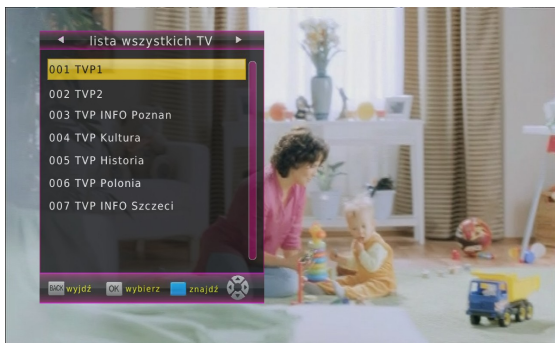 lista wszystkich TV
001 TVP1
002 TVP2
003 TVP INFO Poznan
004 TVP Kultura
005 TVP Historia
006 TVP Polonia
007 TVP INFO Szczeci
BACK wyjdź OK wybierz znajdź